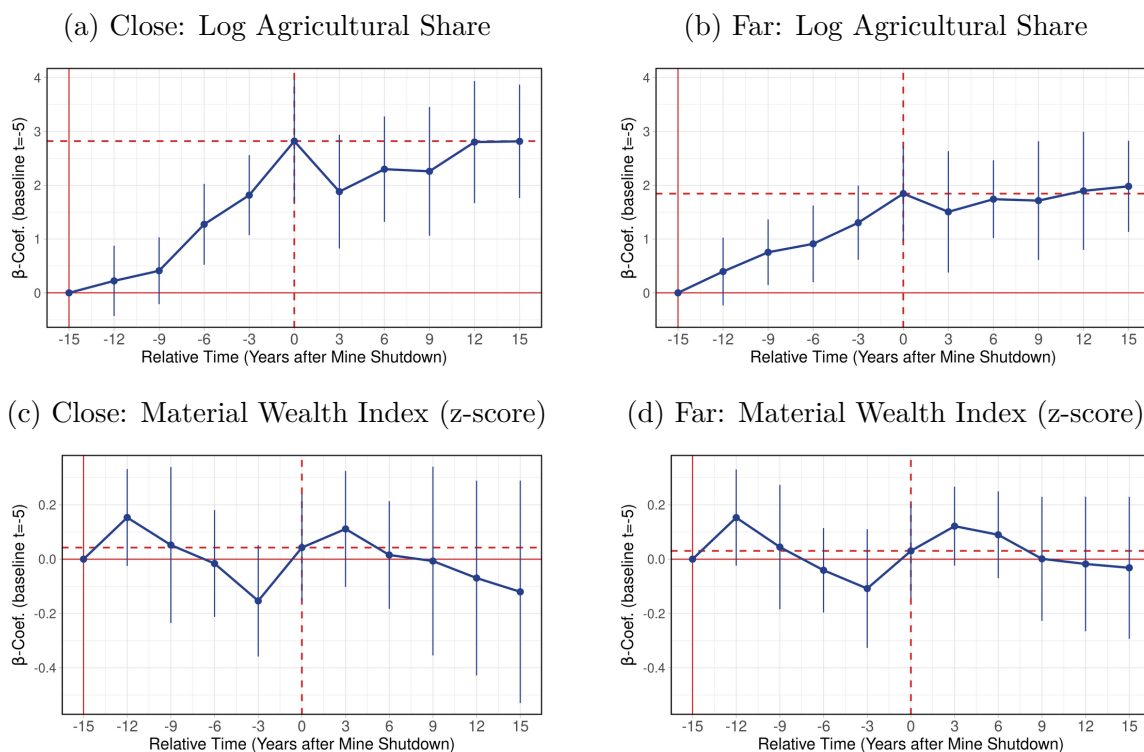 (a) Close: Log Agricultural Share
(b) Far: Log Agricultural Share
β-Coef. (baseline t=-5)
4
3
2
1
0
-15 -12 -9 -6 -3 0 3 6 9 12 15
Relative Time (Years after Mine Shutdown)
β-Coef. (baseline t=-5)
4
3
2
1
0
-15 -12 -9 -6 -3 0 3 6 9 12 15
Relative Time (Years after Mine Shutdown)
(c) Close: Material Wealth Index (z-score)
(d) Far: Material Wealth Index (z-score)
β-Coef. (baseline t=-5)
0.2
0.0
-0.2
-0.4
-15 -12 -9 -6 -3 0 3 6 9 12 15
Relative Time (Years after Mine Shutdown)
β-Coef. (baseline t=-5)
0.2
0.0
-0.2
-0.4
-15 -12 -9 -6 -3 0 3 6 9 12 15
Relative Time (Years after Mine Shutdown)